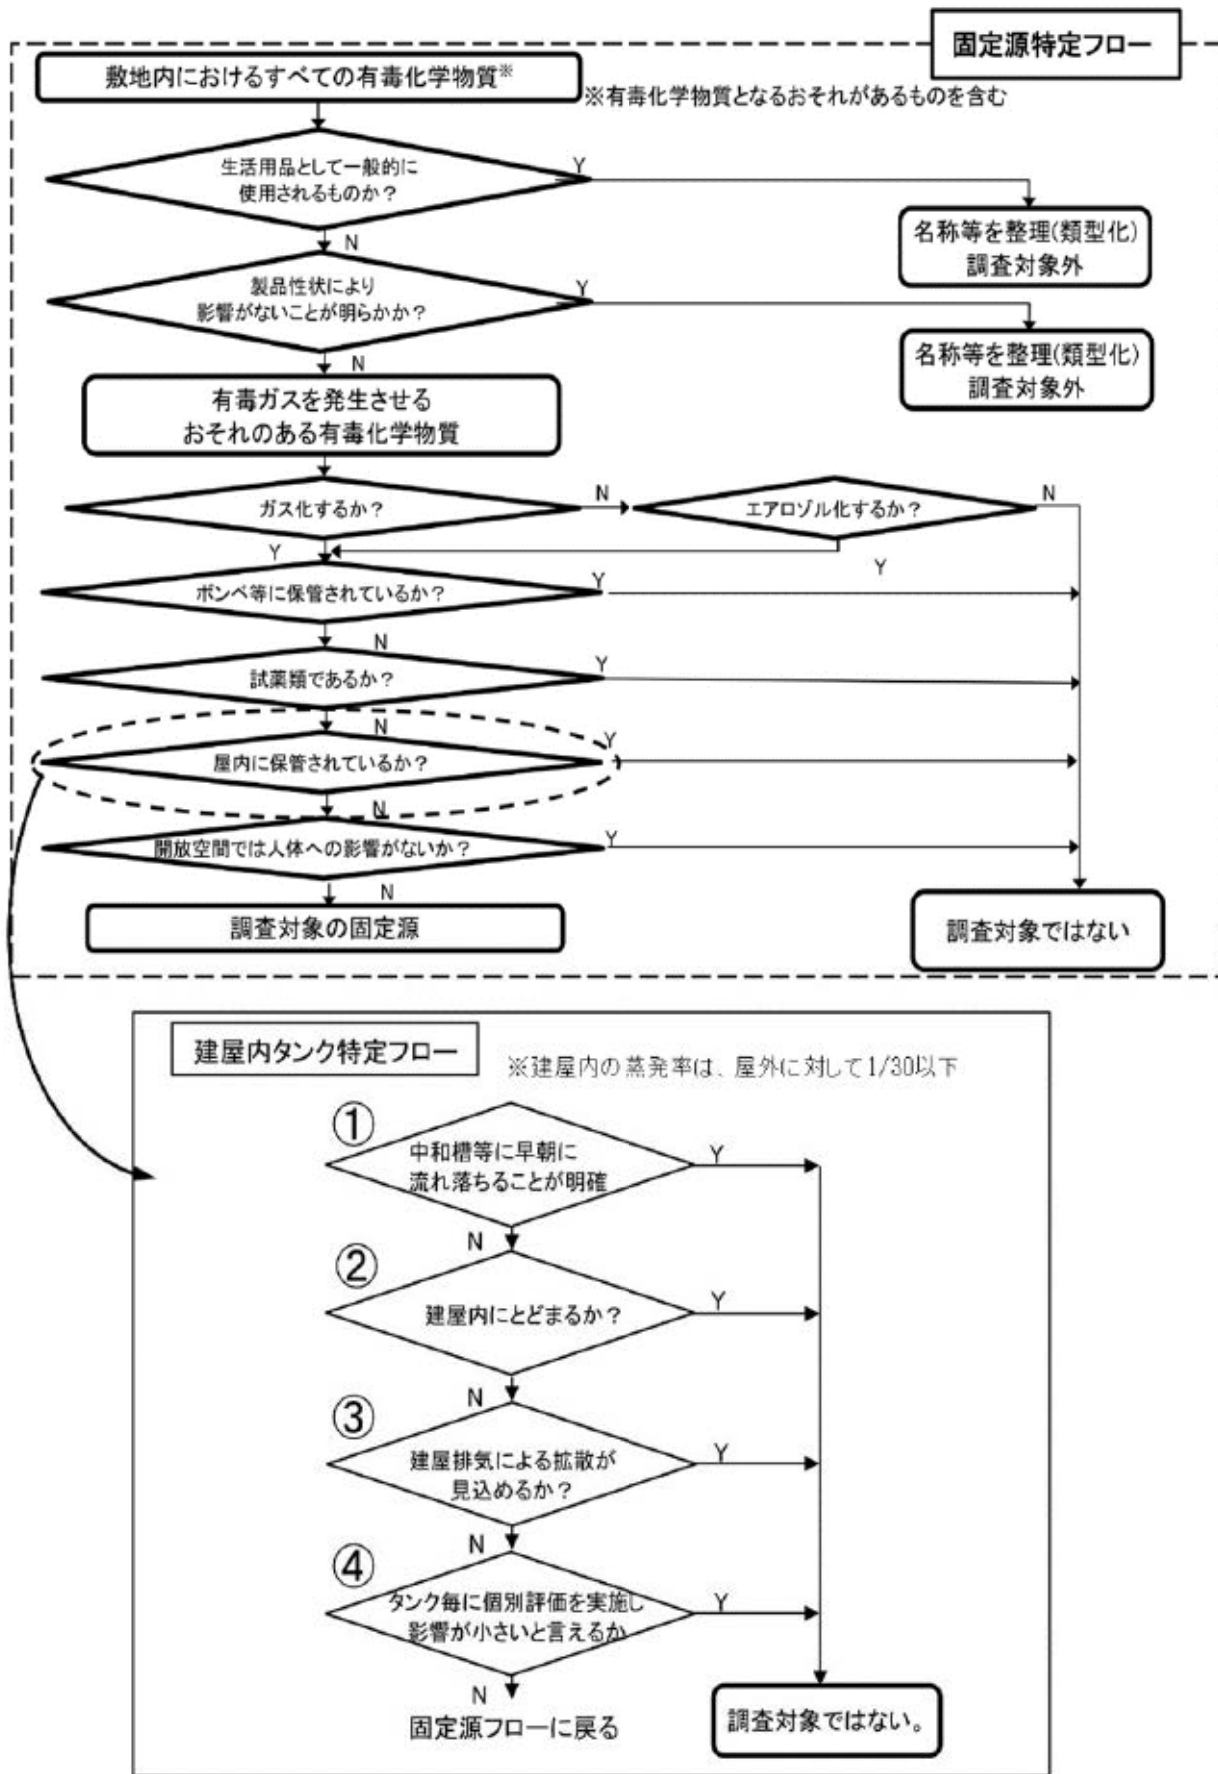 固定源特定フロー
敷地内におけるすべての有毒化学物質※
※有毒化学物質となるおそれがあるものを含む
生活用品として一般的に
使用されるものか？
Y
名称等を整理(類型化)
調査対象外
N
製品性状により
影響がないことが明らかか？
Y
名称等を整理(類型化)
調査対象外
N
有毒ガスを発生させる
おそれのある有毒化学物質
ガス化するか？
N
エアロゾル化するか？
N
Y
Y
ボンベ等に保管されているか？
Y
N
試薬類であるか？
Y
N
屋内に保管されているか？
Y
N
開放空間では人体への影響がないか？
Y
N
調査対象の固定源
調査対象ではない
建屋内タンク特定フロー
※建屋内の蒸発率は、屋外に対して1/30以下
①
中和槽等に早朝に
流れ落ちることが明確
Y
N
②
建屋内にとどまるか？
Y
N
③
建屋排気による拡散が
見込めるか？
Y
N
④
タンク毎に個別評価を実施し
影響が小さいと言えるか
Y
N
固定源フローに戻る
調査対象ではない。